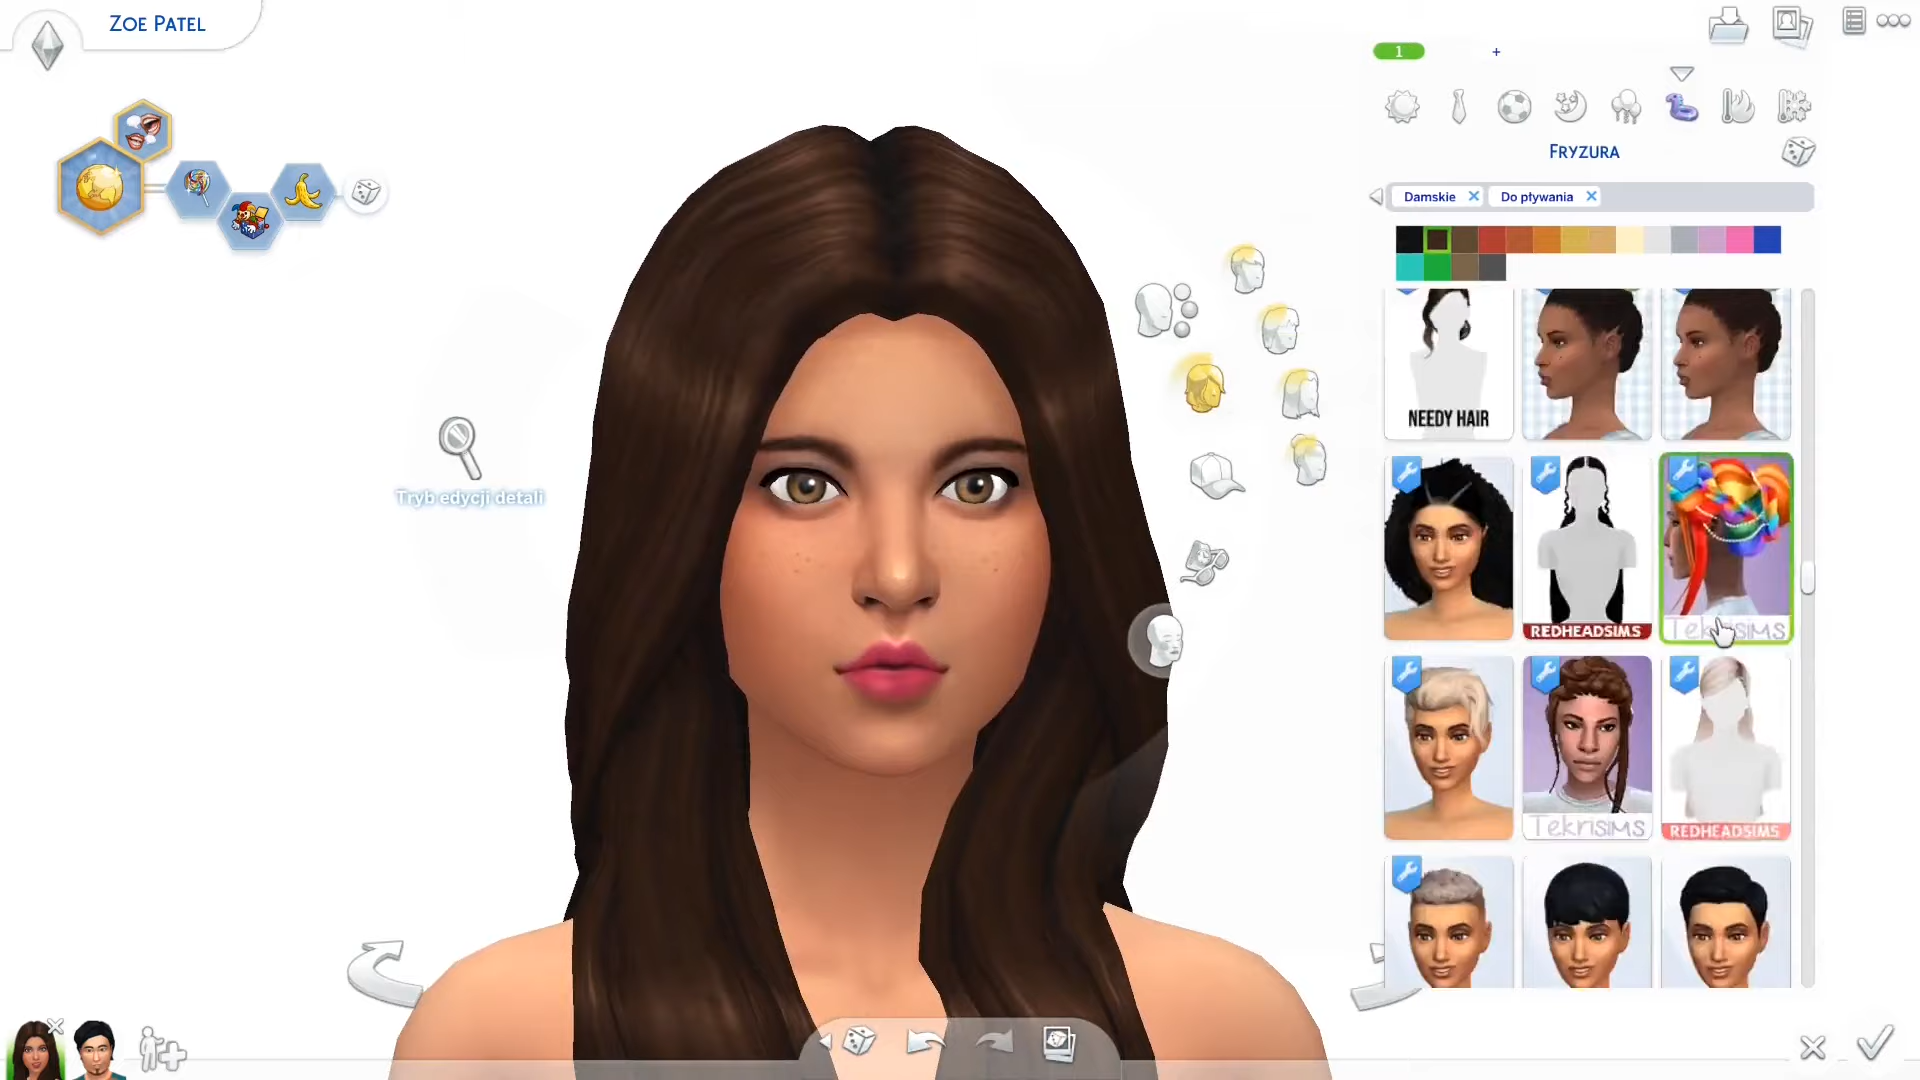 ZOE PATEL
1
+
FRYZURA
Damskie
Do pływania
NEEDY HAIR
Tryb edycji detali
REDHEADSIMS
Tekrisims
Tekrisims
REDHEADSIMS